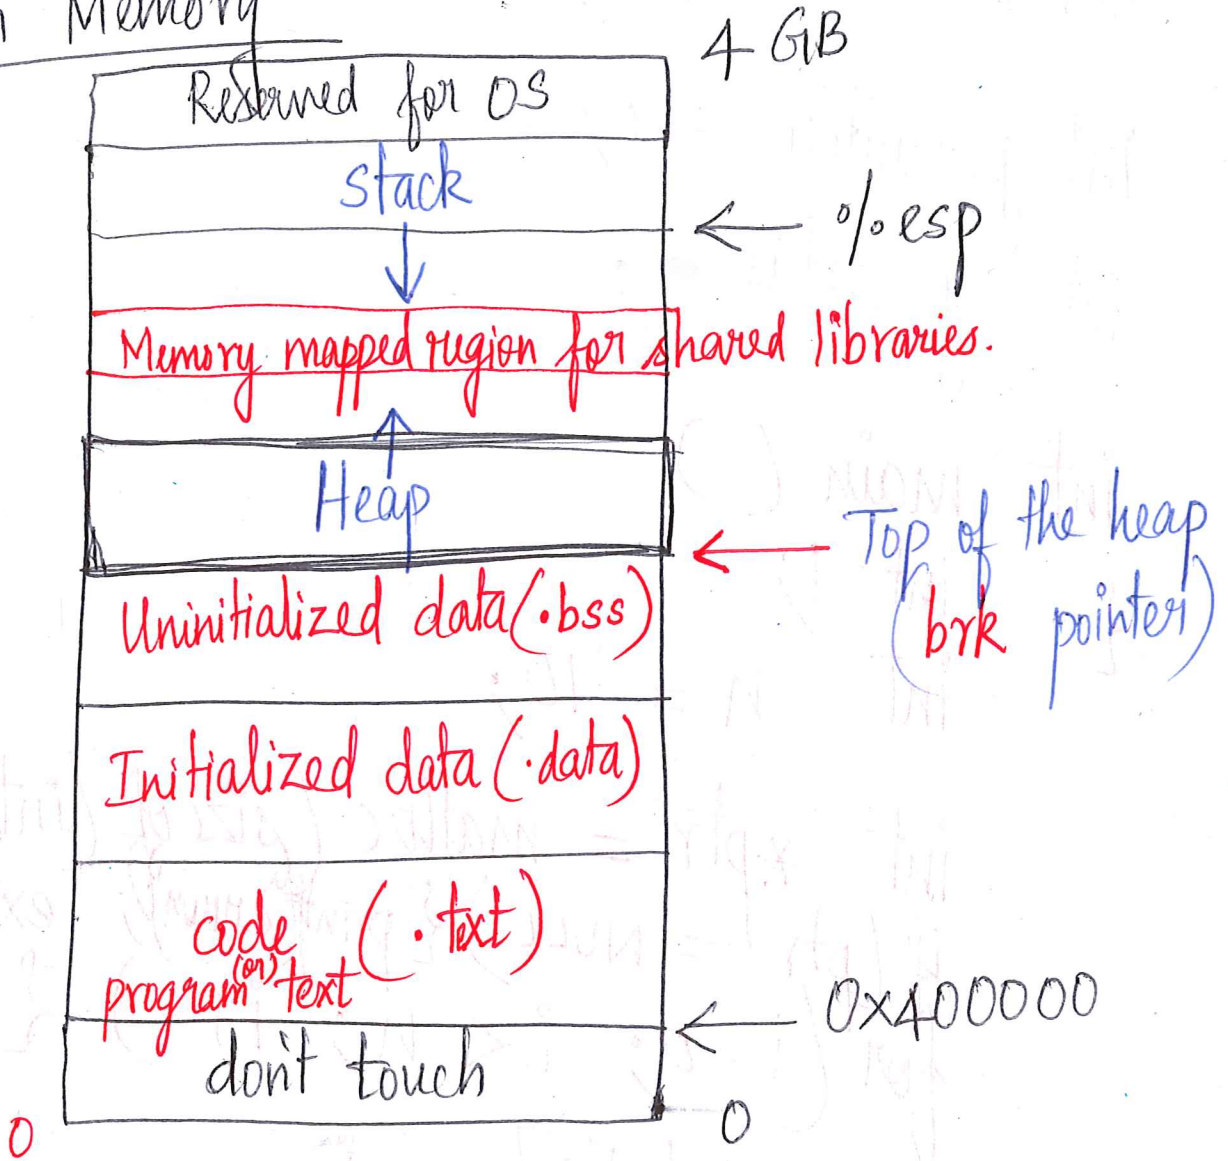 Memory
4 GB
Reserved for OS
Stack
% esp
Memory mapped region for shared libraries.
Heap
Top of the heap
(brk pointer)
Uninitialized data (.bss)
Initialized data (.data)
code (.text)
(or)
program text
0x400000
don't touch
0
0